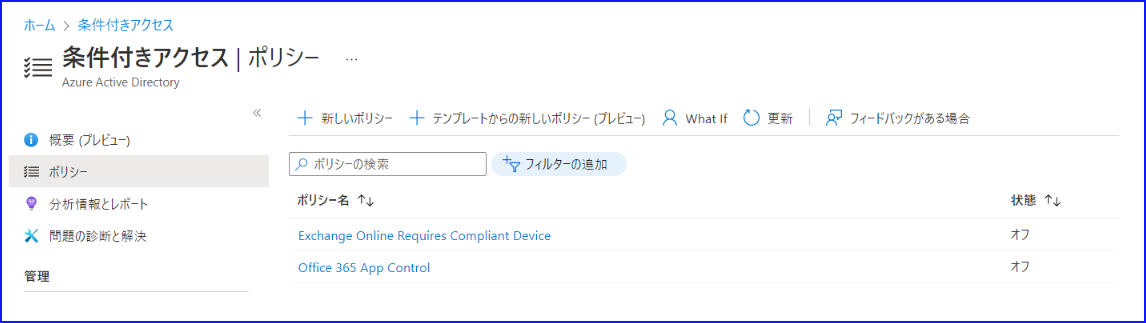 ホーム > 条件付きアクセス
条件付きアクセス | ポリシー ...
Azure Active Directory
«
+ 新しいポリシー + テンプレートからの新しいポリシー (プレビュー) What If 更新 フィードバックがある場合
概要 (プレビュー)
ポリシー
分析情報とレポート
問題の診断と解決
管理
ポリシーの検索 フィルターの追加
ポリシー名 ↑↓ 状態 ↑↓
Exchange Online Requires Compliant Device オフ
Office 365 App Control オフ